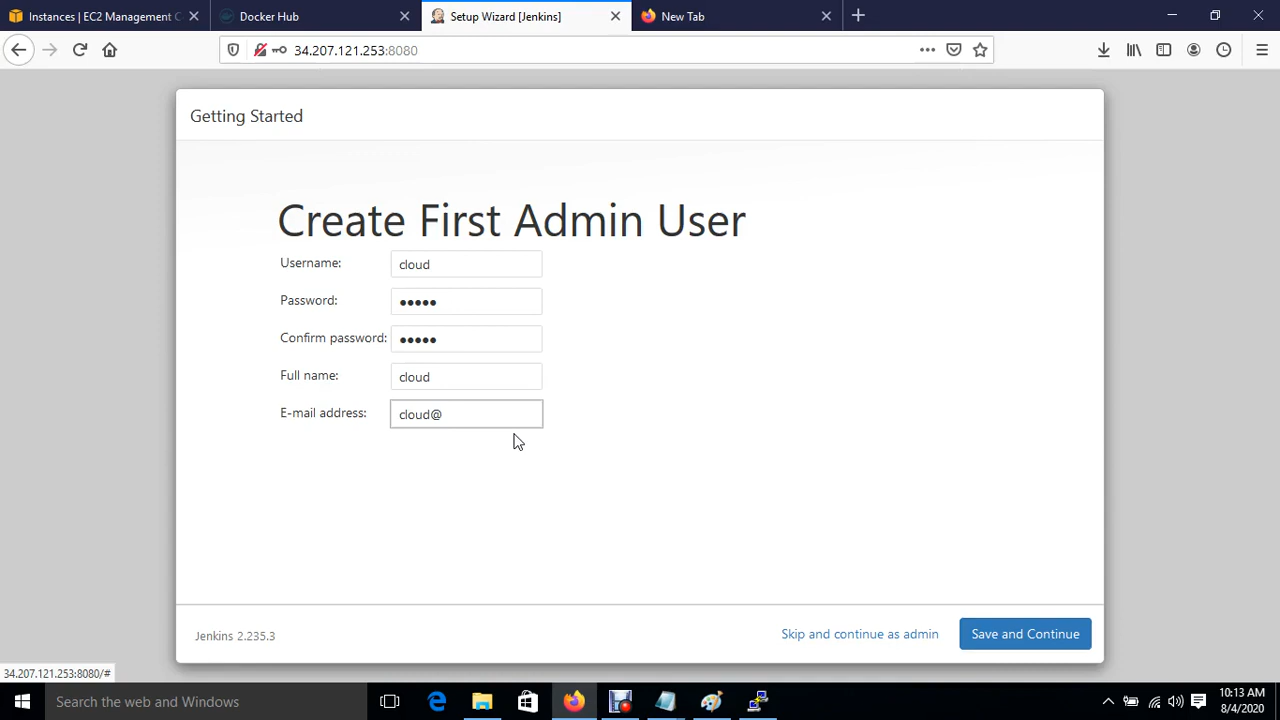 Instances | EC2 Management C
Docker Hub
Setup Wizard [Jenkins]
New Tab
34.207.121.253:8080
Getting Started
Create First Admin User
Username:
cloud
Password:
●●●●●
Confirm password:
●●●●●
Full name:
cloud
E-mail address:
cloud@
Jenkins 2.235.3
Skip and continue as admin
Save and Continue
34.207.121.253:8080/#
Search the web and Windows
10:13 AM
8/4/2020